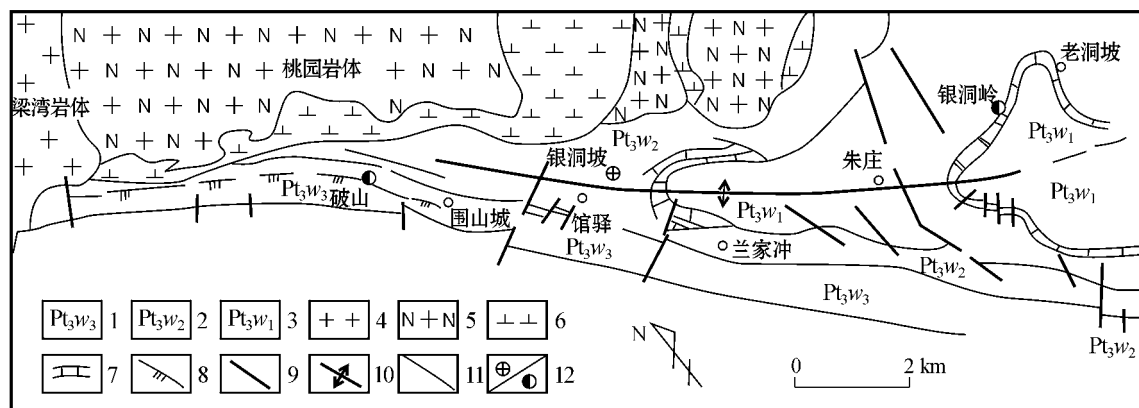 老洞坡
桃园岩体
银洞岭
梁湾岩体
Pt₃w₂
Pt₃w₁
银洞坡
朱庄
Pt₃w₃
破山
Pt₃w₁
Pt₃w₁
围山城
馆驿
Pt₃w₃
兰家冲
Pt₃w₂
Pt₃w₃
Pt₃w₃ 1 Pt₃w₂ 2 Pt₃w₁ 3 4 N + N 5 6
N
0 2 km
Pt₃w₂
7 8 9 10 11 12